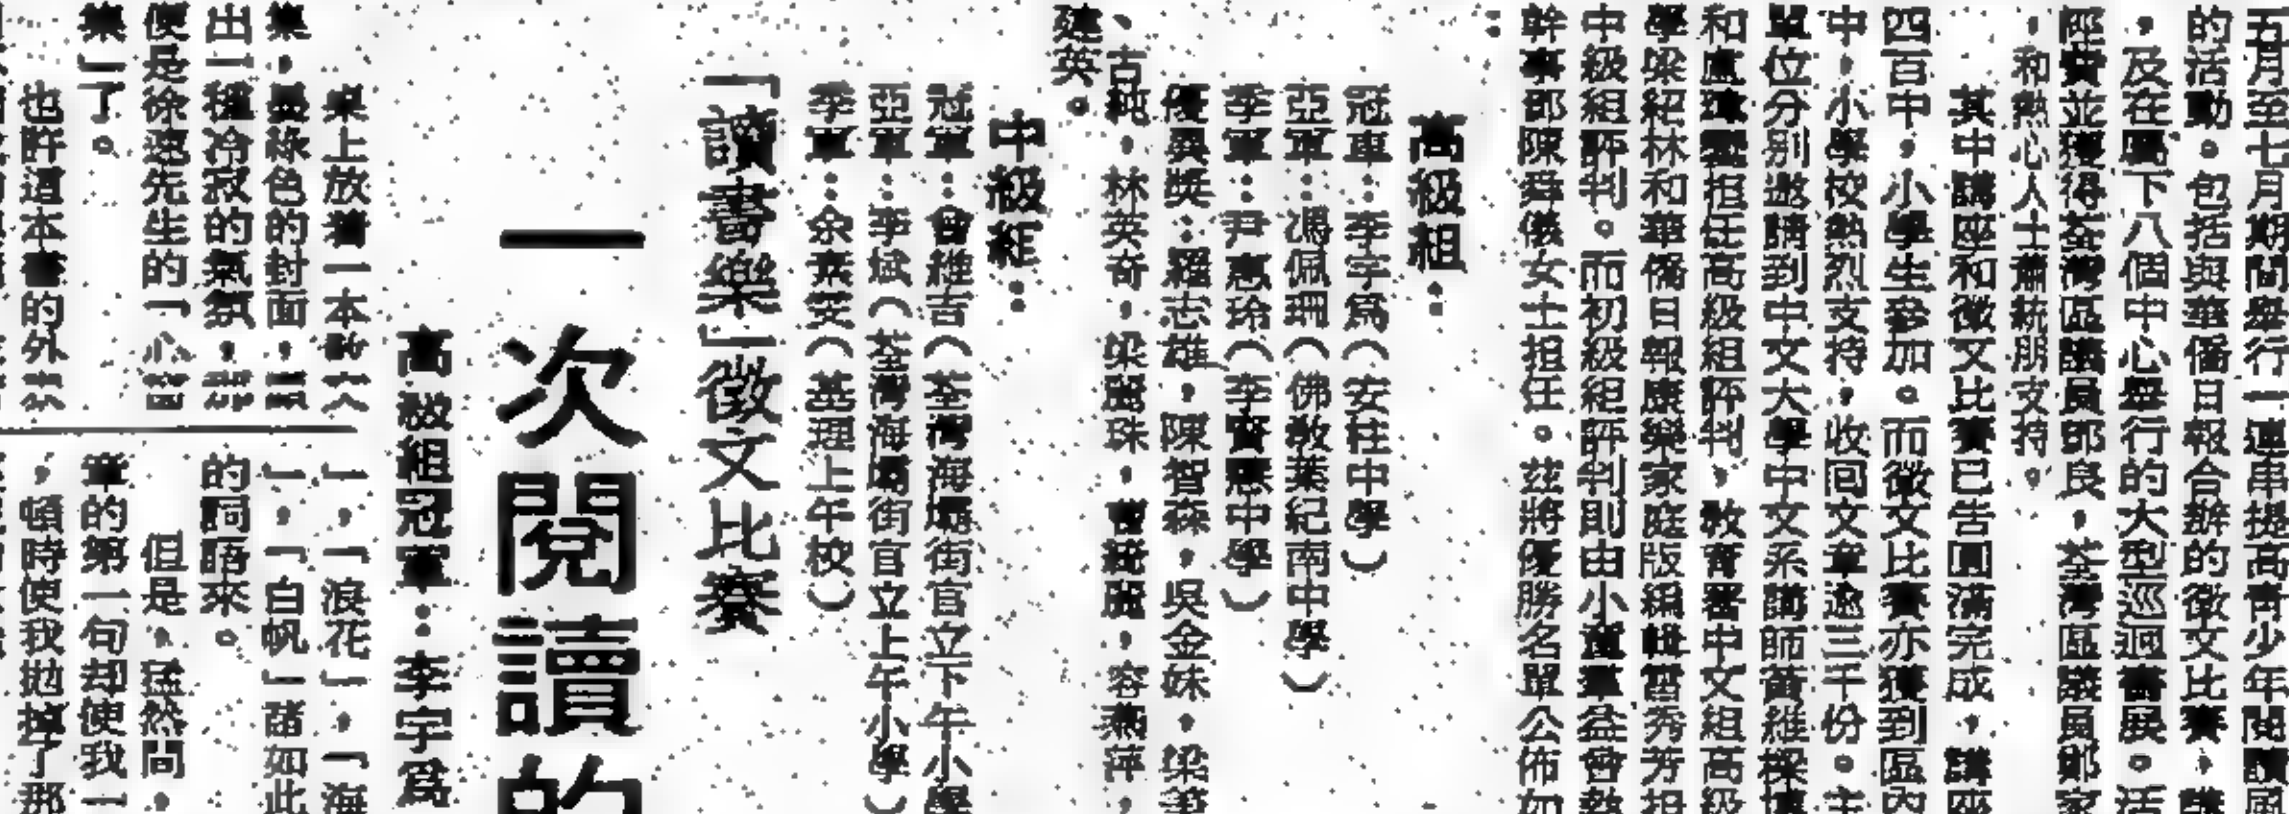 五月至七月期間舉行一連串提高青少年閱讀風
的活動。包括與華僑日報合辦的徵文比賽，講
，及在屬下八個中心舉行的大型巡迴書展。活
經費並獲得荃灣區議員鄧良，荃灣區議員鄭家
，和熱心人士蕭統朋支持。
其中講座和徵文比賽已告圓滿完成，講座
四百中，小學生參加。而徵文比賽亦獲到區內
中，小學校熱烈支持，收回文章逾三千份。主
單位分別邀請到中文大學中文系講師黃維樑博
和盧瑋鑾担任高級組評判，教育署中文組高級
學梁紀林和華僑日報康樂家庭版編輯雷秀芳担
中級組評判。而初級組評判則由小童羣益會執
幹事鄧陳舜儀女士担任。茲將優勝名單公佈如
：
高級組：
冠軍：李宇爲（安柱中學）
亞軍：馮佩珊（佛教葉紀南中學）
季軍：尹惠玲（李寶慈中學）
優異獎：羅志雄，陳智森，吳金妹，梁
、古純，林英奇，梁麗珠，曹麗，容燕萍，
建英。
中級組：
冠軍：曾維吉（荃灣海壩街官立下午小學
亞軍：李斌（荃灣海壩街官立上午小學）
季軍：余素雯（基理上午校）
「讀書樂」徵文比賽
一次閱讀的
高級組冠軍：李宇爲
桌上放着一本散文
集，墨綠色的封面，
出一種冷寂的氣氛，
便是徐速先生的「心窗
集」了。
也許這本書的外
」，「浪花」，「海
」，「白帆」諸如此
的詞語來。
但是，猛然間，
章的第一句却使我一
，頓時使我拋掉了那